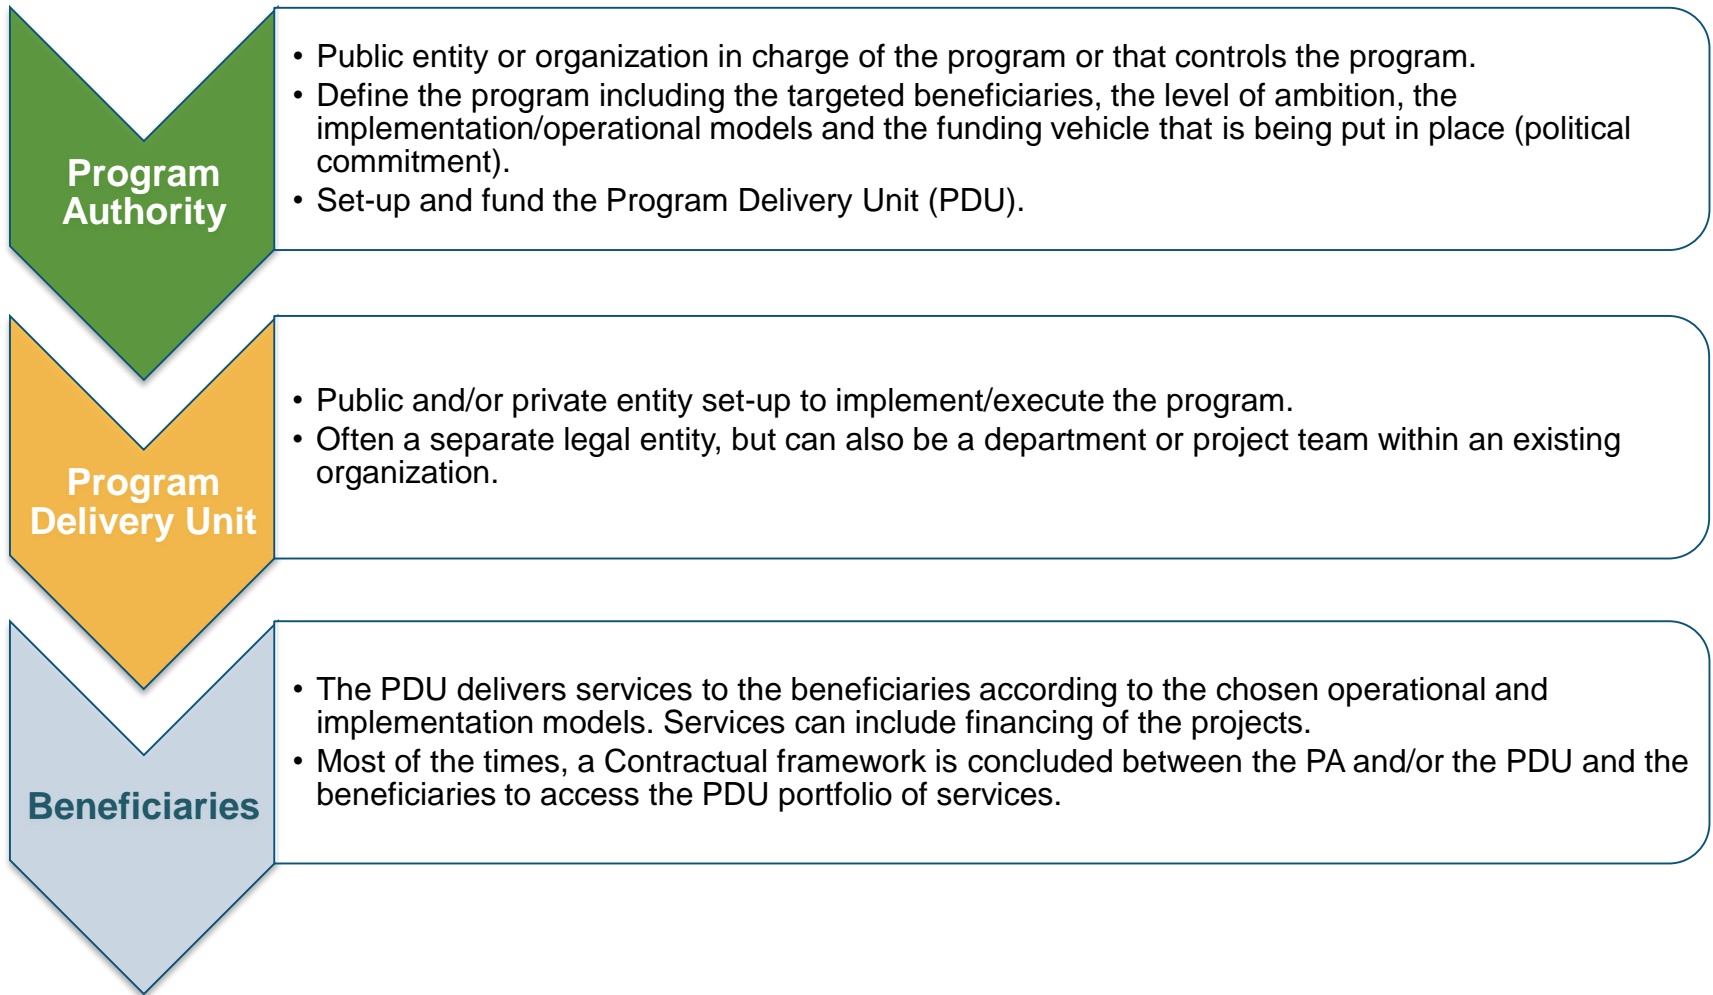 Program
Authority
• Public entity or organization in charge of the program or that controls the program.
• Define the program including the targeted beneficiaries, the level of ambition, the
implementation/operational models and the funding vehicle that is being put in place (political
commitment).
• Set-up and fund the Program Delivery Unit (PDU).
Program
Delivery Unit
• Public and/or private entity set-up to implement/execute the program.
• Often a separate legal entity, but can also be a department or project team within an existing
organization.
Beneficiaries
• The PDU delivers services to the beneficiaries according to the chosen operational and
implementation models. Services can include financing of the projects.
• Most of the times, a Contractual framework is concluded between the PA and/or the PDU and the
beneficiaries to access the PDU portfolio of services.